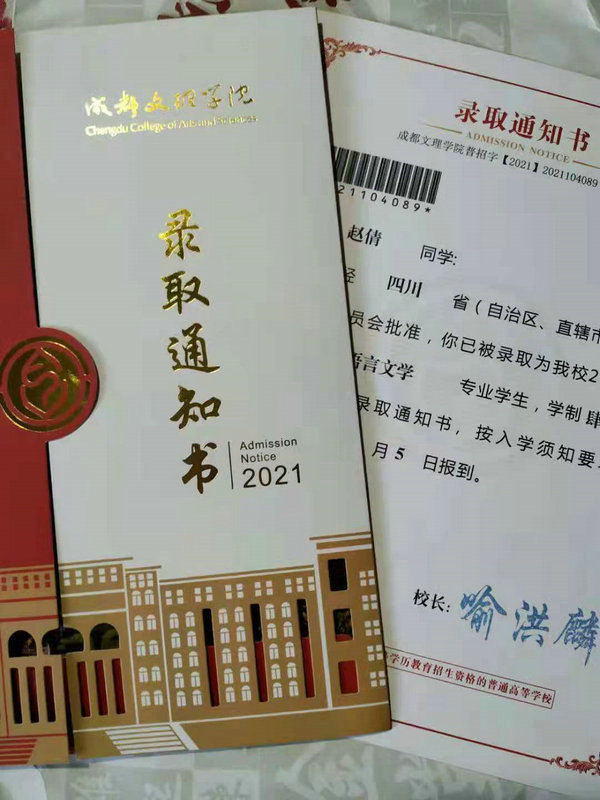 成都文理学院
Chengdu College of Arts and Sciences
录取通知书
Admission
Notice
2021
录取通知书
ADMISSION NOTICE
成都文理学院普招字【2021】2021104089
21104089*
赵倩 同学:
经 四川 省（自治区、直辖市
员会批准，你已被录取为我校2
语言文学 专业学生，学制 肆
录取通知书，按入学须知要
月 5 日报到。
校长: 喻洪麟
学历教育招生资格的普通高等学校